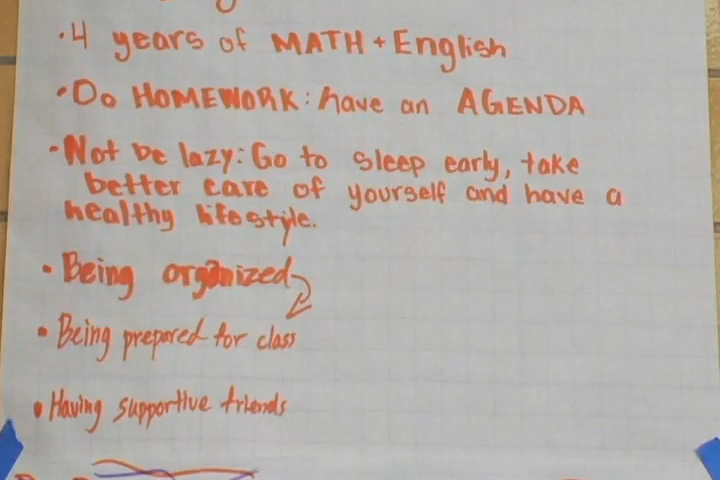 • 4 years of MATH + English
• Do HOMEWORK: have an AGENDA
• Not be lazy: Go to sleep early, take
better care of yourself and have a
healthy lifestyle.
• Being organized
• Being prepared for class
• Having supportive friends